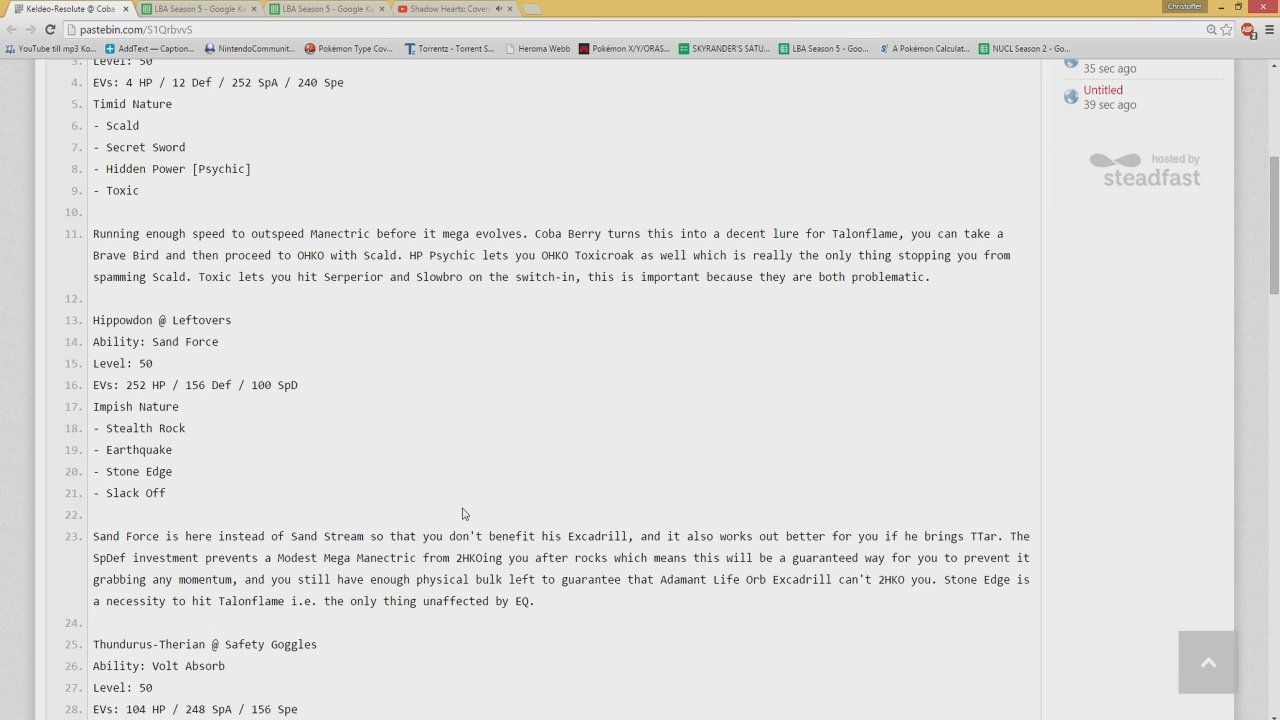 Keldeo-Resolute @ Coba
LBA Season 5 - Google Ka
LBA Season 5 - Google Ka
Shadow Hearts: Coven
Christoffer
pastebin.com/S1QrbvvS
YouTube till mp3 Ko...
AddText — Caption...
NintendoCommunit...
Pokémon Type Cov...
Torrentz - Torrent S...
Heroma Webb
Pokémon X/Y/ORAS...
SKYRANDER'S SATU...
LBA Season 5 - Goo...
A Pokémon Calculat...
NUCL Season 2 - Go...
3. Level: 50
4. EVs: 4 HP / 12 Def / 252 SpA / 240 Spe
5. Timid Nature
6. - Scald
7. - Secret Sword
8. - Hidden Power [Psychic]
9. - Toxic
10.
11. Running enough speed to outspeed Manectric before it mega evolves. Coba Berry turns this into a decent lure for Talonflame, you can take a
Brave Bird and then proceed to OHKO with Scald. HP Psychic lets you OHKO Toxicroak as well which is really the only thing stopping you from
spamming Scald. Toxic lets you hit Serperior and Slowbro on the switch-in, this is important because they are both problematic.
12.
13. Hippowdon @ Leftovers
14. Ability: Sand Force
15. Level: 50
16. EVs: 252 HP / 156 Def / 100 SpD
17. Impish Nature
18. - Stealth Rock
19. - Earthquake
20. - Stone Edge
21. - Slack Off
22.
23. Sand Force is here instead of Sand Stream so that you don't benefit his Excadrill, and it also works out better for you if he brings TTar. The
SpDef investment prevents a Modest Mega Manectric from 2HKOing you after rocks which means this will be a guaranteed way for you to prevent it
grabbing any momentum, and you still have enough physical bulk left to guarantee that Adamant Life Orb Excadrill can't 2HKO you. Stone Edge is
a necessity to hit Talonflame i.e. the only thing unaffected by EQ.
24.
25. Thundurus-Therian @ Safety Goggles
26. Ability: Volt Absorb
27. Level: 50
28. EVs: 104 HP / 248 SpA / 156 Spe
35 sec ago
Untitled
39 sec ago
hosted by
steadfast